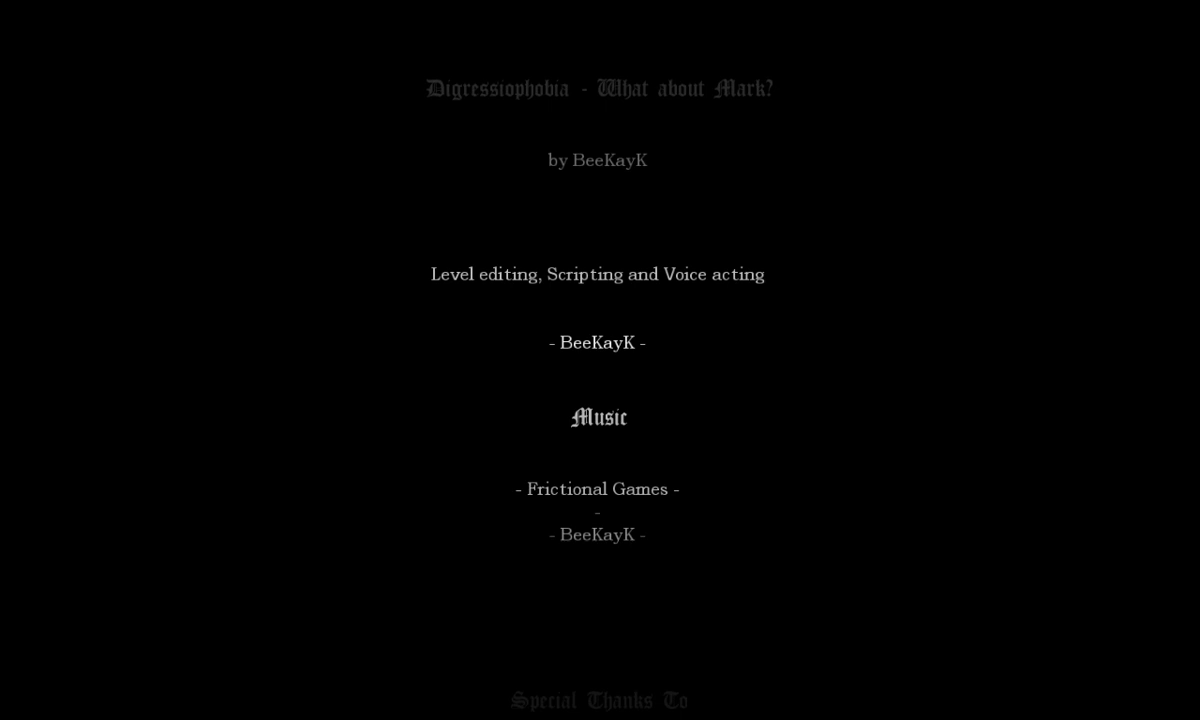 Digressiophobia - What about Mark?
by BeeKayK
Level editing, Scripting and Voice acting
- BeeKayK -
Music
- Frictional Games -
-
- BeeKayK -
Special Thanks To